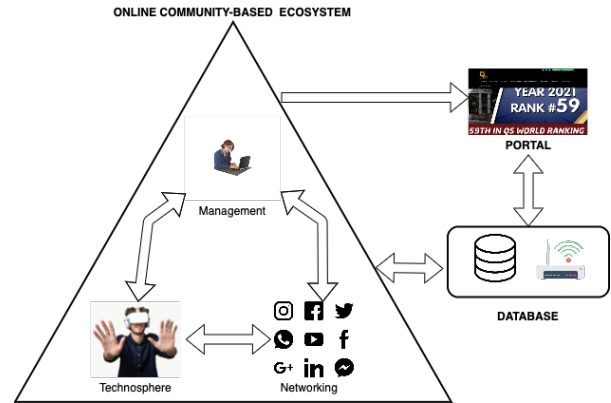 ONLINE COMMUNITY-BASED ECOSYSTEM
YEAR 2021
RANK #59
59TH IN QS WORLD RANKING
PORTAL
Management
DATABASE
Technosphere
Networking